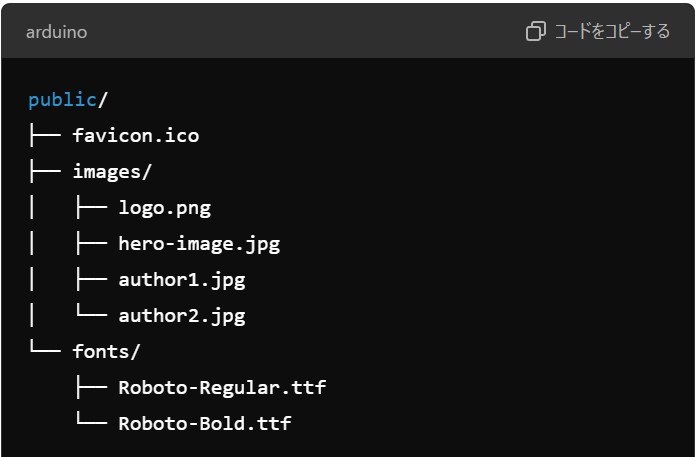 arduino
コードをコピーする
public/
├── favicon.ico
├── images/
│   ├── logo.png
│   ├── hero-image.jpg
│   ├── author1.jpg
│   └── author2.jpg
└── fonts/
    ├── Roboto-Regular.ttf
    └── Roboto-Bold.ttf